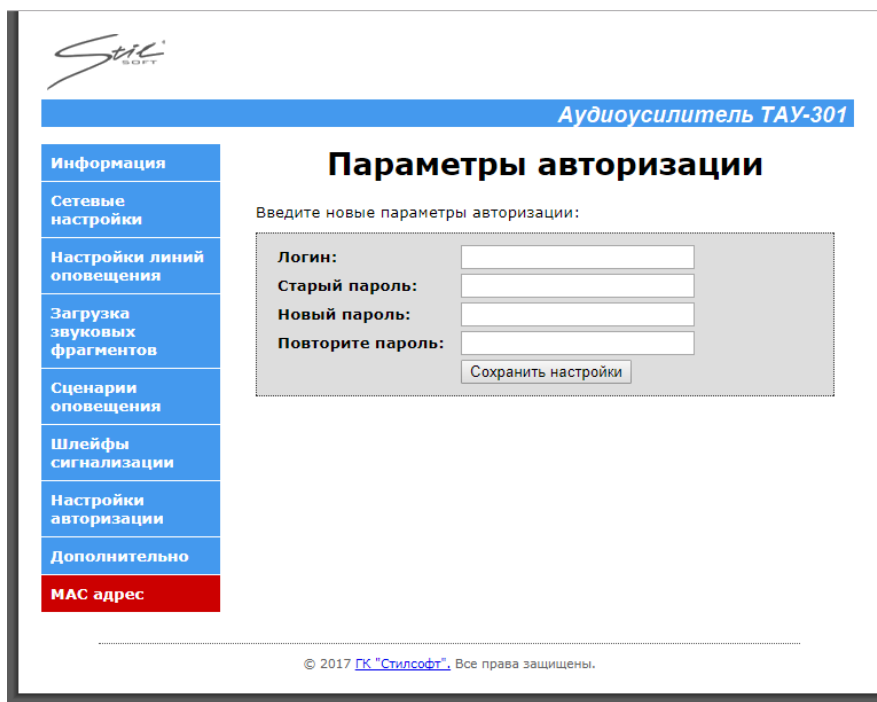 Stil
SOFT
Аудиоусилитель ТАУ-301
Информация
Сетевые
настройки
Настройки линий
оповещения
Загрузка
звуковых
фрагментов
Сценарии
оповещения
Шлейфы
сигнализации
Настройки
авторизации
Дополнительно
МАС адрес
Параметры авторизации
Введите новые параметры авторизации:
Логин:
Старый пароль:
Новый пароль:
Повторите пароль:
Сохранить настройки
© 2017 ГК "Стилсофт". Все права защищены.